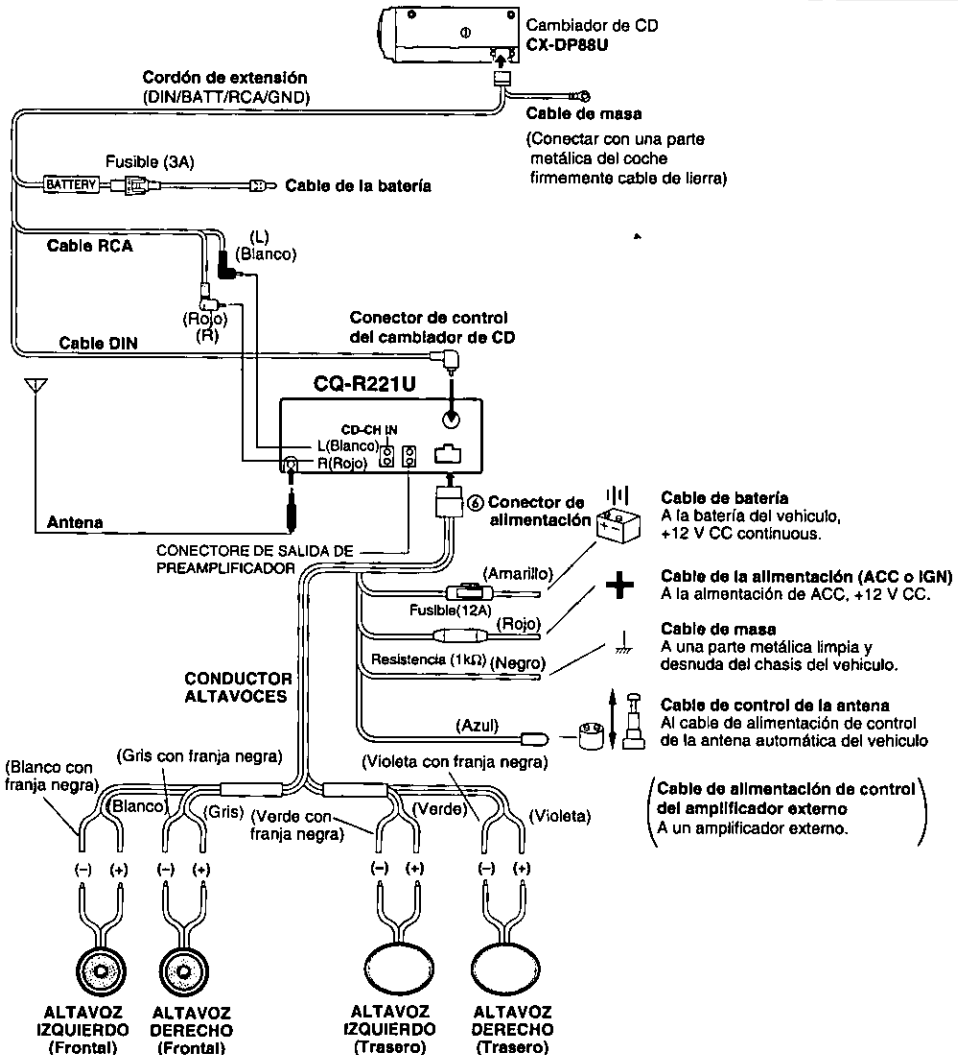 Cambiador de CD
CX-DP88U
Cordón de extensión
(DIN/BATT/RCA/GND)
Cable de masa
(Conectar con una parte
metálica del coche
firmemente cable de lierra)
Fusible (3A)
BATTERY
Cable de la batería
Cable RCA
(L)
(Blanco)
(Rojo)
(R)
Conector de control
del cambiador de CD
Cable DIN
CQ-R221U
CD-CH IN
L(Blanco)
R(Rojo)
Antena
⑥ Conector de
alimentación
CONECTORE DE SALIDA DE
PREAMPLIFICADOR
Cable de batería
A la batería del vehiculo,
+12 V CC continuous.
(Amarillo)
Fusible(12A)
Cable de la alimentación (ACC o IGN)
A la almentación de ACC, +12 V CC.
(Rojo)
Cable de masa
A una parte metálica limpia y
desnuda del chasis del vehiculo.
Resistencia (1kΩ) (Negro)
CONDUCTOR
ALTAVOCES
Cable de control de la antena
Al cable de alimentación de control
de la antena automática del vehiculo
(Azul)
(Cable de alimentación de control
del amplificador externo
A un amplificador externo.)
(Blanco con
franja negra)
(Gris con franja negra)
(Violeta con franja negra)
(Blanco)
(Gris)
(Verde con
franja negra)
(Verde)
(Violeta)
(-) (+) (-) (+) (-) (+) (-) (+)
ALTAVOZ
IZQUIERDO
(Frontal)
ALTAVOZ
DERECHO
(Frontal)
ALTAVOZ
IZQUIERDO
(Trasero)
ALTAVOZ
DERECHO
(Trasero)